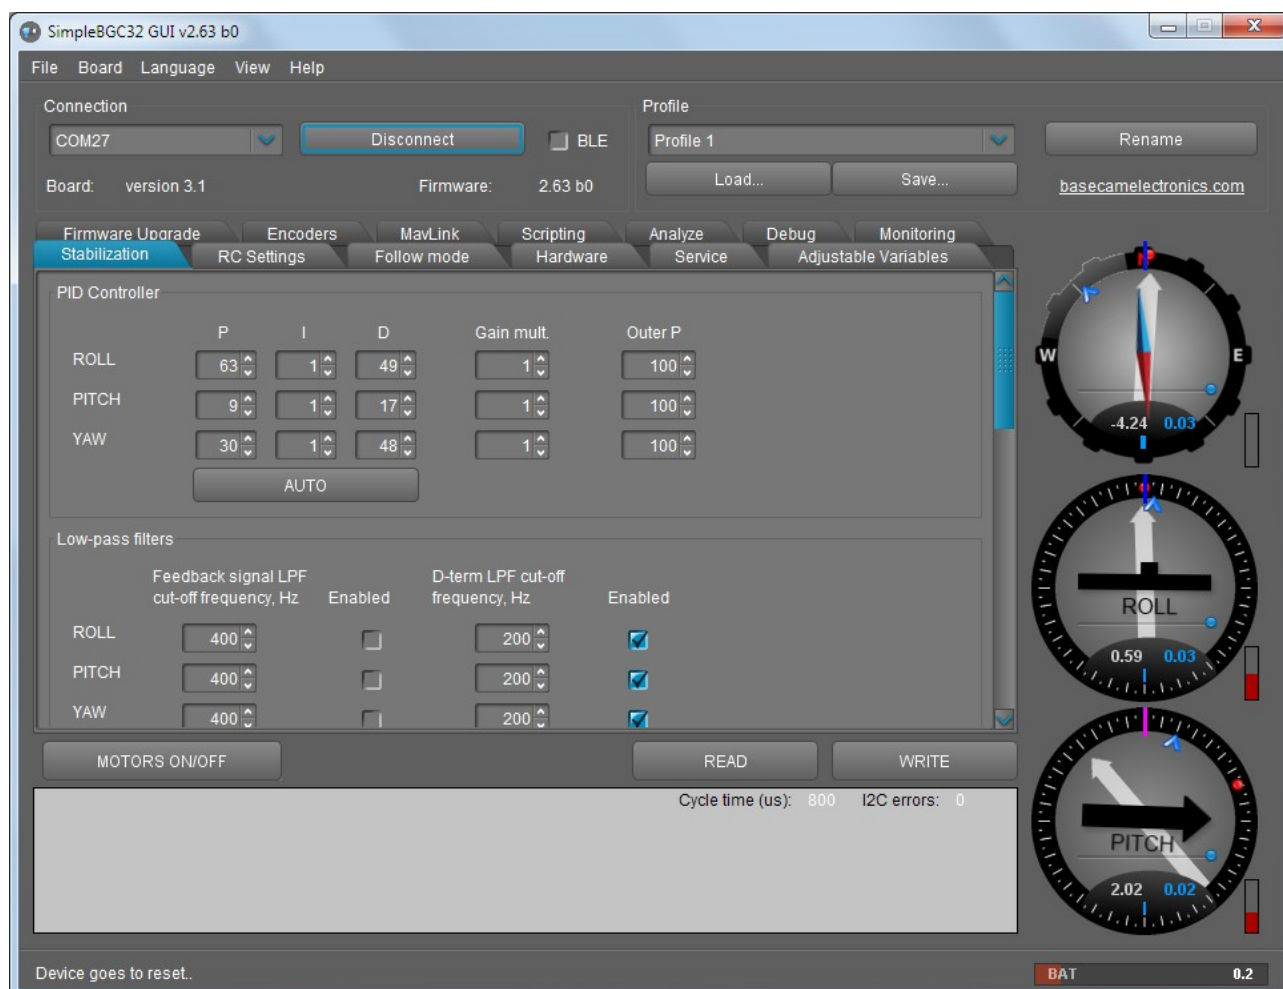 SimpleBGC32 GUI v2.63 b0
File Board Language View Help
Connection
Profile
COM27
Disconnect
BLE
Profile 1
Rename
Board: version 3.1
Firmware: 2.63 b0
Load...
Save...
basecamelectronics.com
Firmware Upgrade Encoders MavLink Scripting Analyze Debug Monitoring
Stabilization RC Settings Follow mode Hardware Service Adjustable Variables
PID Controller
P I D Gain mult. Outer P
ROLL 63 1 49 1 100
PITCH 9 1 17 1 100
YAW 30 1 48 1 100
AUTO
Low-pass filters
Feedback signal LPF
cut-off frequency, Hz
Enabled
D-term LPF cut-off
frequency, Hz
Enabled
ROLL 400 200
PITCH 400 200
YAW 400 200
MOTORS ON/OFF
READ
WRITE
Cycle time (us): 800 I2C errors: 0
N
W
E
-4.24 0.03
ROLL
0.59 0.03
PITCH
2.02 0.02
Device goes to reset..
BAT 0.2